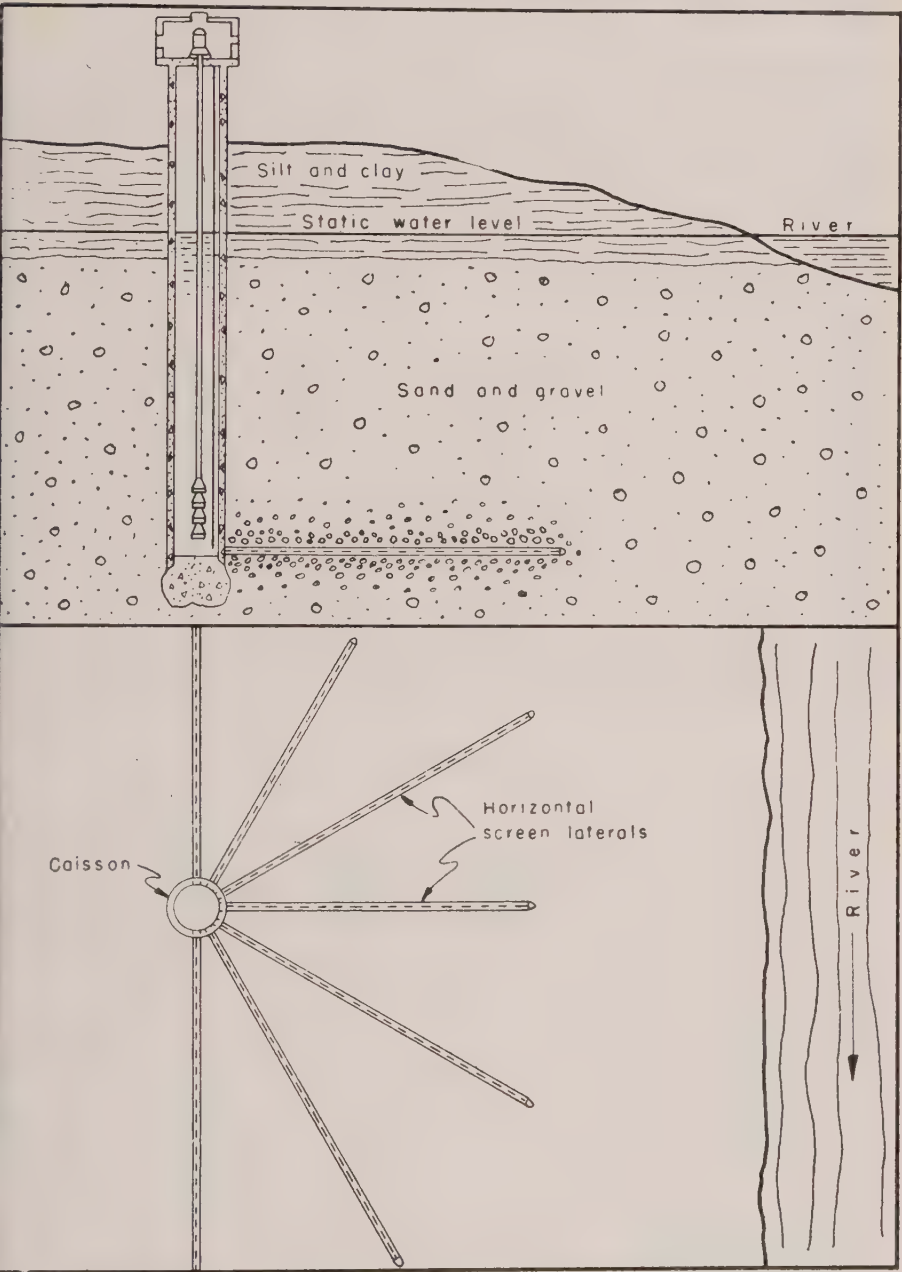 Silt and clay
Static water level
River
Sand and gravel
Horizontal
screen laterals
Caisson
River